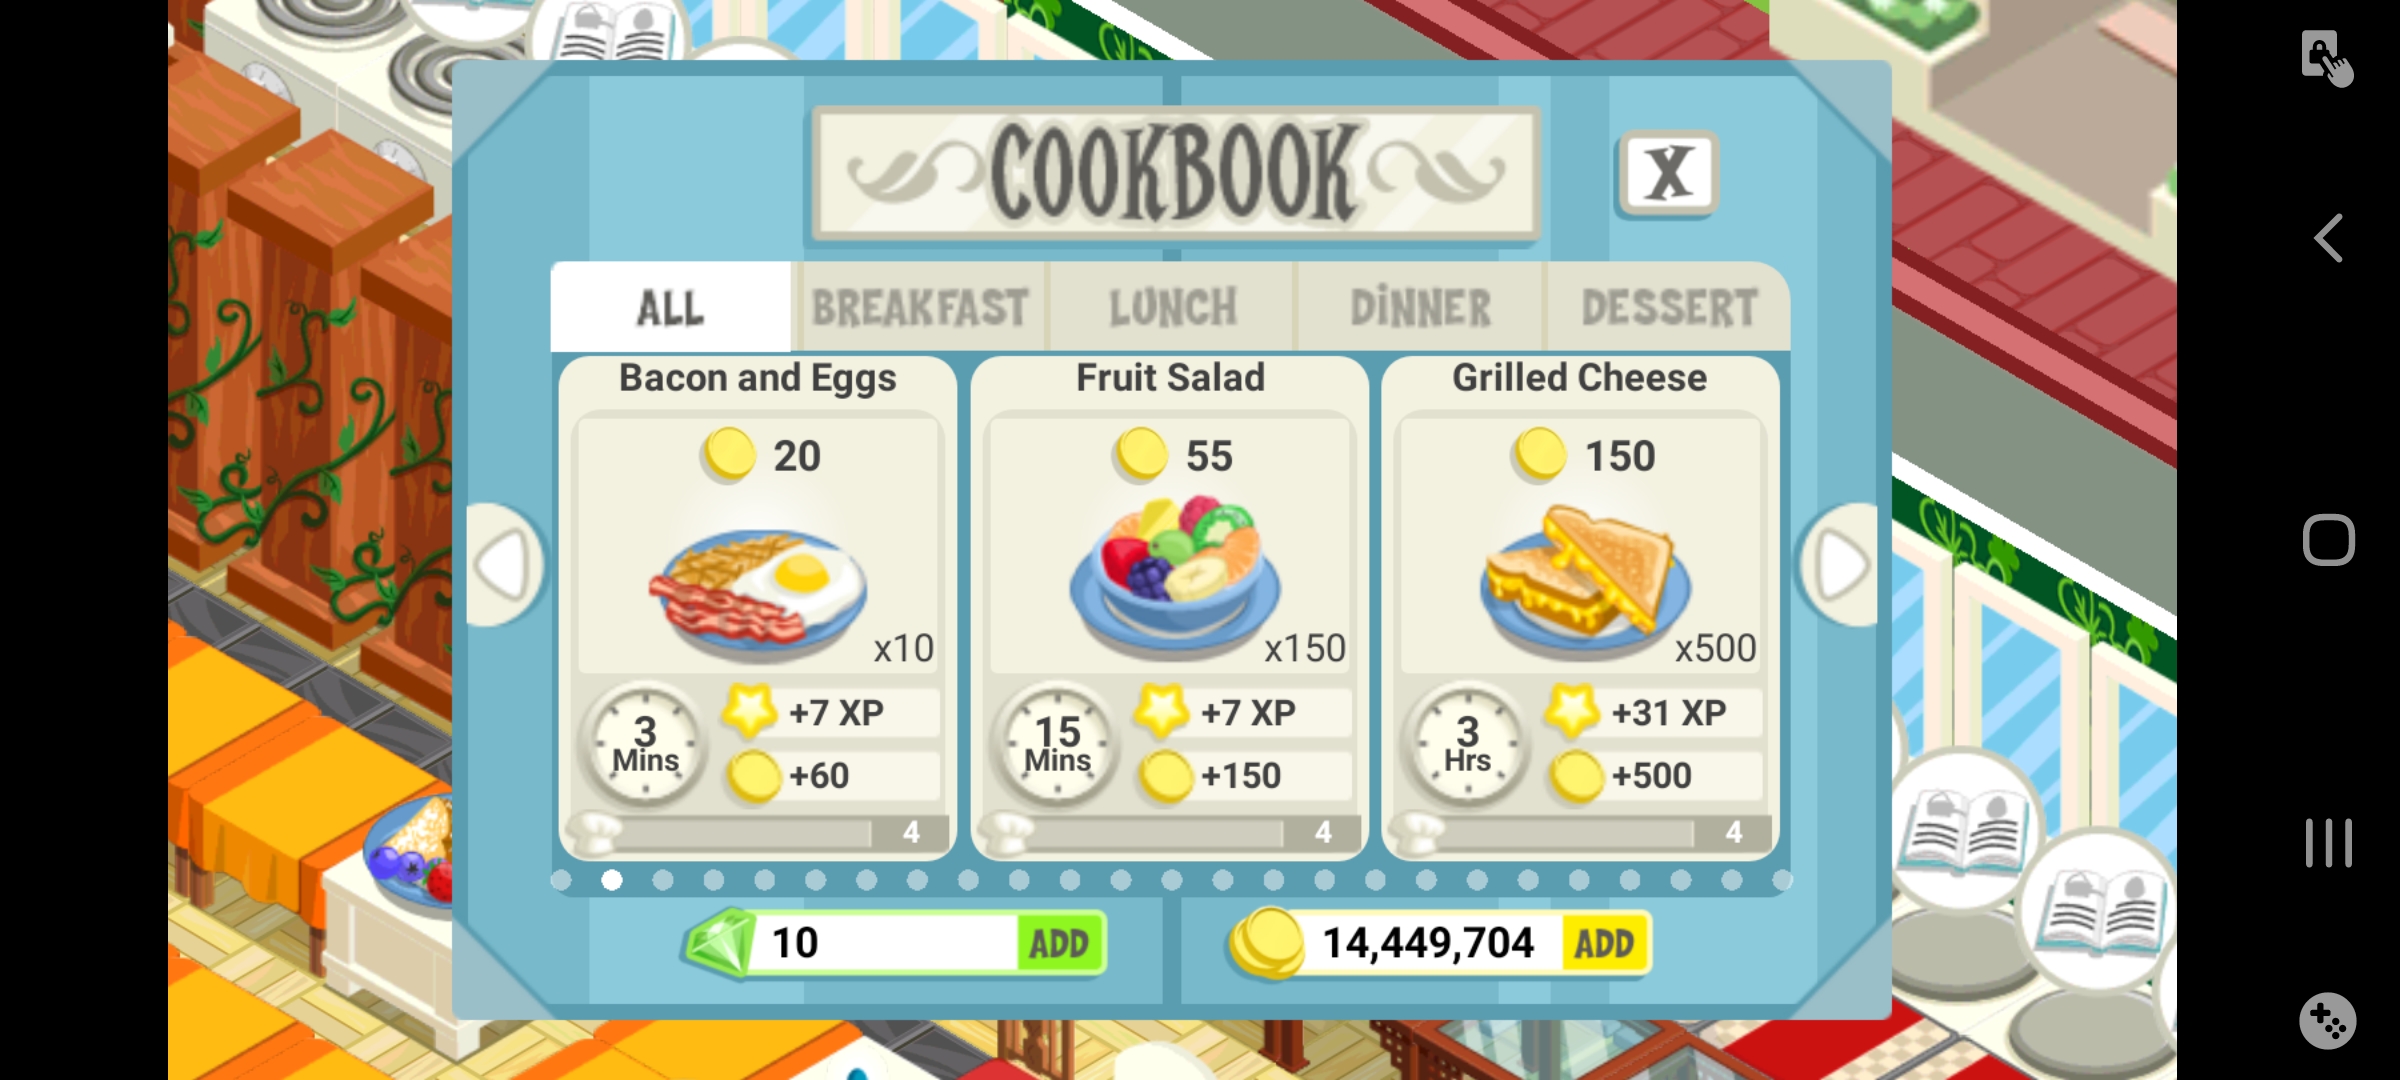 COOKBOOK
X
ALL
BREAKFAST
LUNCH
DINNER
DESSERT
Bacon and Eggs
20
x10
3
Mins
+7 XP
+60
4
Fruit Salad
55
x150
15
Mins
+7 XP
+150
4
Grilled Cheese
150
x500
3
Hrs
+31 XP
+500
4
10
ADD
14,449,704
ADD